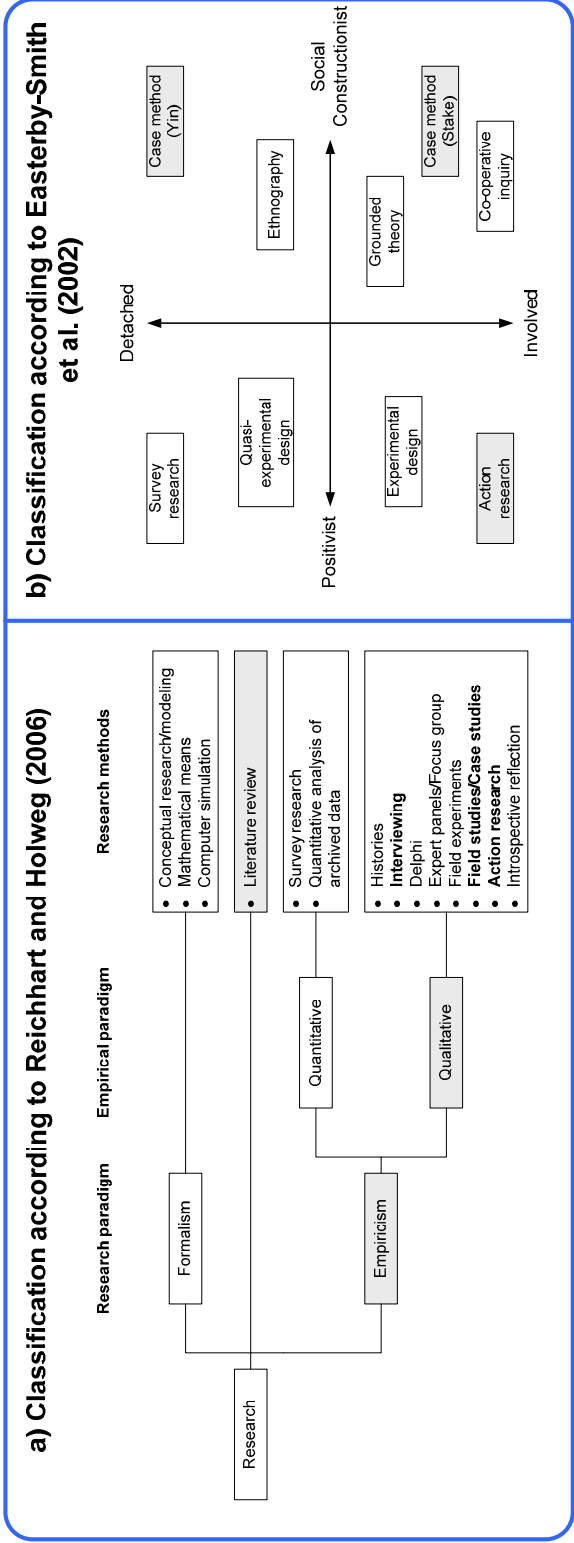 a) Classification according to Reichhart and Holweg (2006)
Research paradigm
Empirical paradigm
Research methods
Research
Formalism
Empiricism
Quantitative
Qualitative
• Conceptual research/modeling
• Mathematical means
• Computer simulation
• Literature review
• Survey research
• Quantitative analysis of
archived data
• Histories
• Interviewing
• Delphi
• Expert panels/Focus group
• Field experiments
• Field studies/Case studies
• Action research
• Introspective reflection
b) Classification according to Easterby-Smith
et al. (2002)
Detached
Survey
research
Case method
(Yin)
Quasi-
experimental
design
Ethnography
Positivist
Social
Constructionist
Experimental
design
Grounded
theory
Case method
(Stake)
Action
research
Co-operative
inquiry
Involved